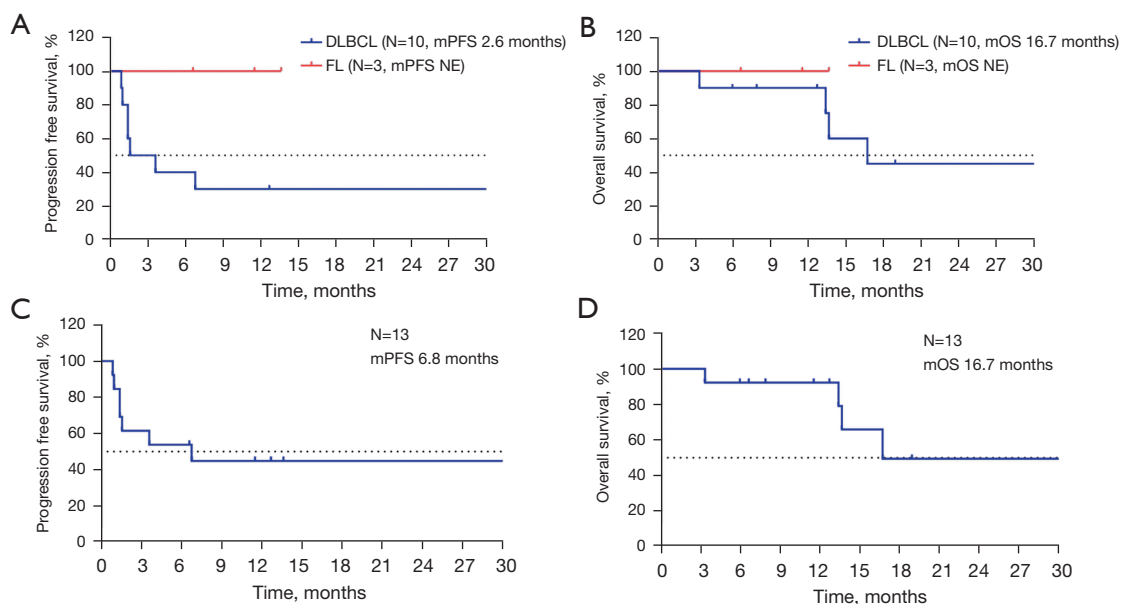 A
Progression free survival, %
120
100
80
60
40
20
0
DLBCL (N=10, mPFS 2.6 months)
FL (N=3, mPFS NE)
0 3 6 9 12 15 18 21 24 27 30
Time, months
B
Overall survival, %
120
100
80
60
40
20
0
DLBCL (N=10, mOS 16.7 months)
FL (N=3, mOS NE)
0 3 6 9 12 15 18 21 24 27 30
Time, months
C
Progression free survival, %
120
100
80
60
40
20
0
N=13
mPFS 6.8 months
0 3 6 9 12 15 18 21 24 27 30
Time, months
D
Overall survival, %
120
100
80
60
40
20
0
N=13
mOS 16.7 months
0 3 6 9 12 15 18 21 24 27 30
Time, months